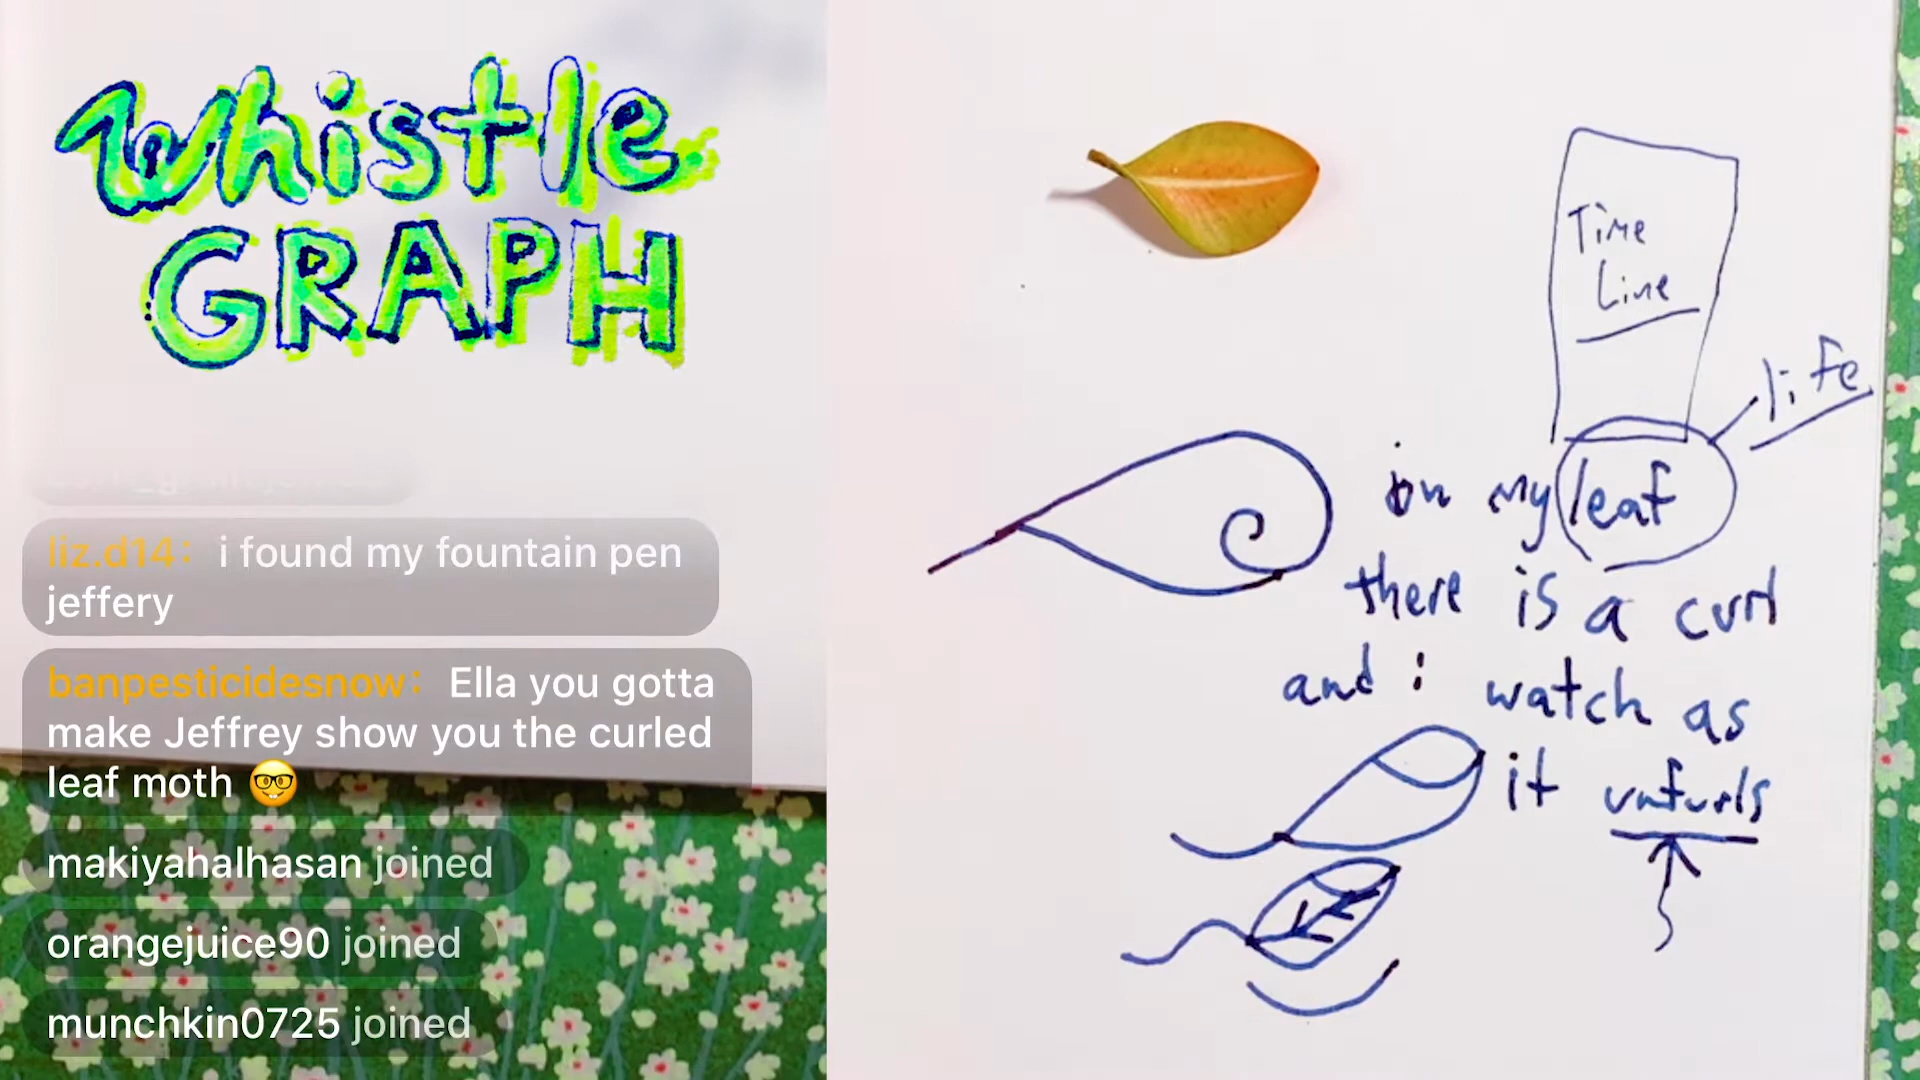 Whistle
GRAPH
liz.d14: i found my fountain pen
jeffery
banpesticidesnow: Ella you gotta
make Jeffrey show you the curled
leaf moth 🤓
makiyahalhasan joined
orangejuice90 joined
munchkin0725 joined
Time
Line
life
in my leaf
there is a curl
and i watch as
it unfurls